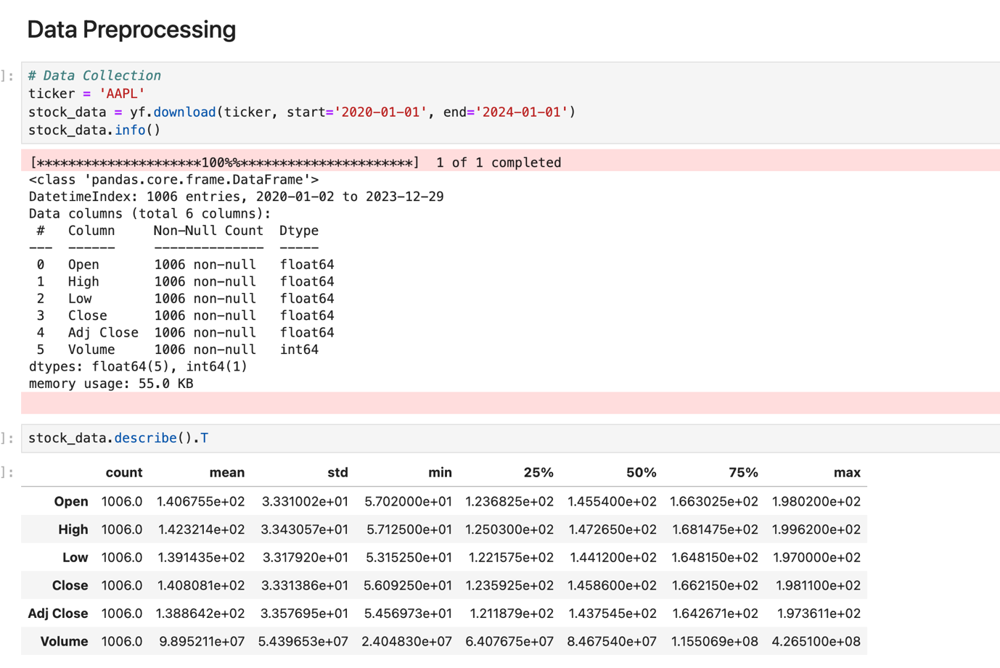 Data Preprocessing
]:
# Data Collection
ticker = 'AAPL'
stock_data = yf.download(ticker, start='2020-01-01', end='2024-01-01')
stock_data.info()
[*********************100%%**********************]  1 of 1 completed
<class 'pandas.core.frame.DataFrame'>
DatetimeIndex: 1006 entries, 2020-01-02 to 2023-12-29
Data columns (total 6 columns):
 #   Column     Non-Null Count  Dtype
---  ------     --------------  -----
 0   Open       1006 non-null   float64
 1   High       1006 non-null   float64
 2   Low        1006 non-null   float64
 3   Close      1006 non-null   float64
 4   Adj Close  1006 non-null   float64
 5   Volume     1006 non-null   int64
dtypes: float64(5), int64(1)
memory usage: 55.0 KB
]: stock_data.describe().T
]: count mean std min 25% 50% 75% max
Open 1006.0 1.406755e+02 3.331002e+01 5.702000e+01 1.236825e+02 1.455400e+02 1.663025e+02 1.980200e+02
High 1006.0 1.423214e+02 3.343057e+01 5.712500e+01 1.250300e+02 1.472650e+02 1.681475e+02 1.996200e+02
Low 1006.0 1.391435e+02 3.317920e+01 5.315250e+01 1.221575e+02 1.441200e+02 1.648150e+02 1.970000e+02
Close 1006.0 1.408081e+02 3.331386e+01 5.609250e+01 1.235925e+02 1.458600e+02 1.662150e+02 1.981100e+02
Adj Close 1006.0 1.388642e+02 3.357695e+01 5.456973e+01 1.211879e+02 1.437545e+02 1.642671e+02 1.973611e+02
Volume 1006.0 9.895211e+07 5.439653e+07 2.404830e+07 6.407675e+07 8.467540e+07 1.155069e+08 4.265100e+08